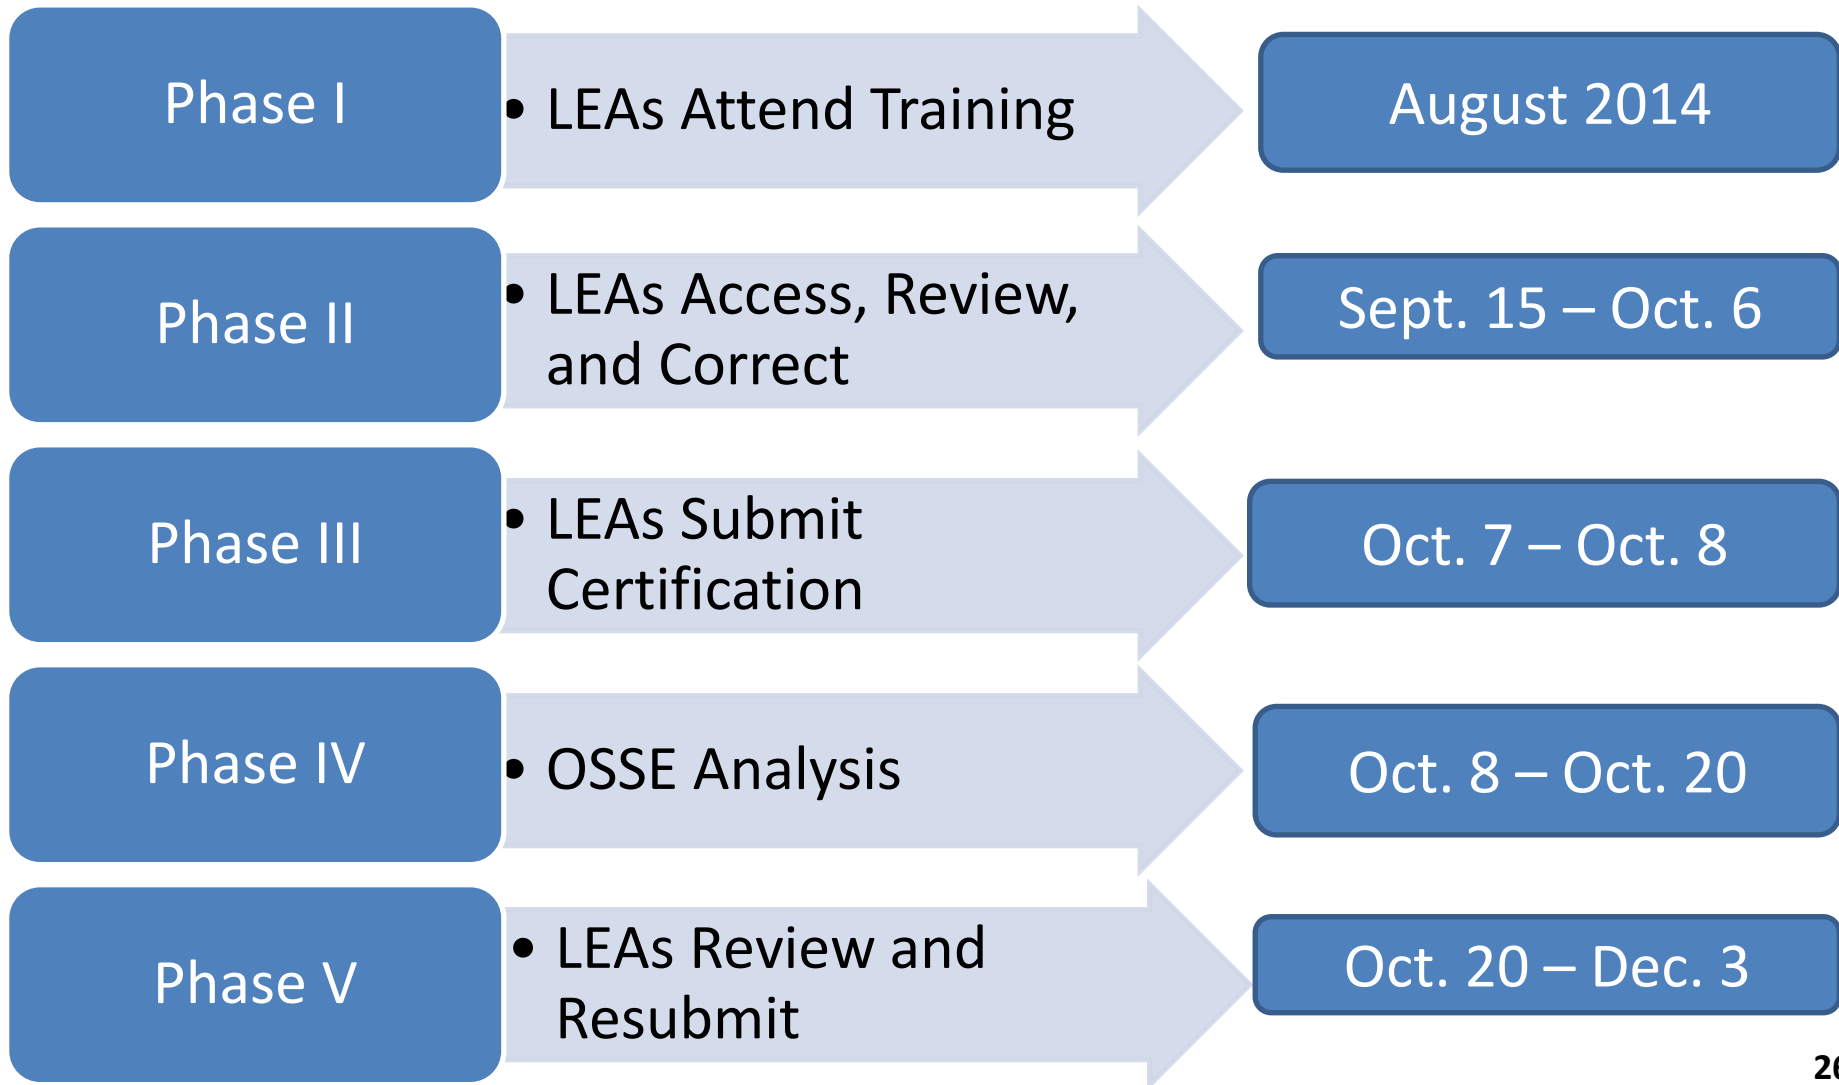 Phase I
• LEAs Attend Training
August 2014
Phase II
• LEAs Access, Review,
and Correct
Sept. 15 – Oct. 6
Phase III
• LEAs Submit
Certification
Oct. 7 – Oct. 8
Phase IV
• OSSE Analysis
Oct. 8 – Oct. 20
Phase V
• LEAs Review and
Resubmit
Oct. 20 – Dec. 3